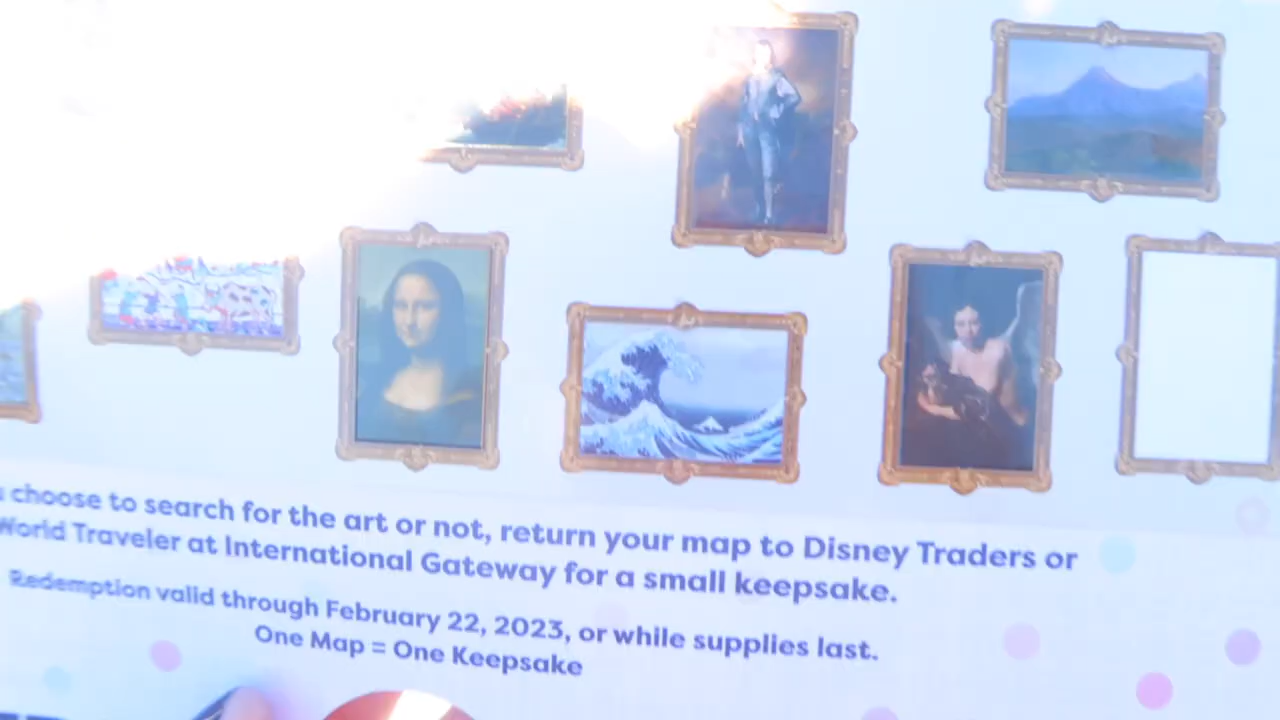 choose to search for the art or not, return your map to Disney Traders or
World Traveler at International Gateway for a small keepsake.
Redemption valid through February 22, 2023, or while supplies last.
One Map = One Keepsake